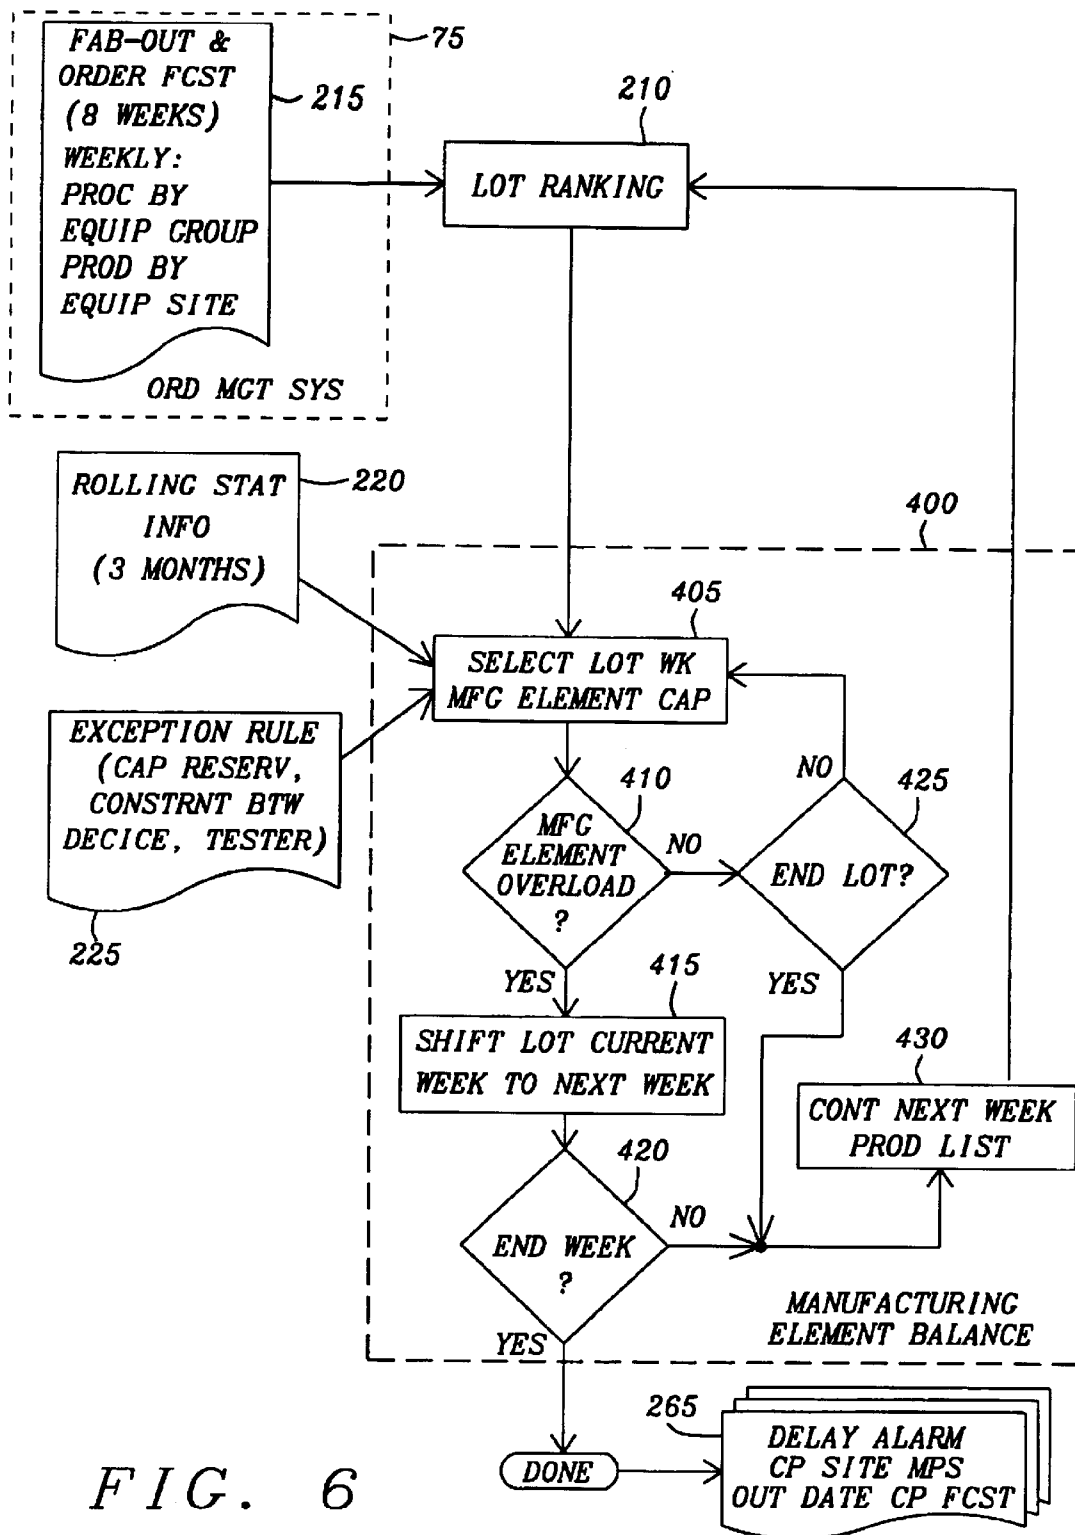 FAB-OUT &
ORDER FCST
(8 WEEKS)
WEEKLY:
PROC BY
EQUIP GROUP
PROD BY
EQUIP SITE
ORD MGT SYS
75
215
210
LOT RANKING
ROLLING STAT
INFO
(3 MONTHS)
220
400
405
SELECT LOT WK
MFG ELEMENT CAP
EXCEPTION RULE
(CAP RESERV,
CONSTRNT BTW
DECICE, TESTER)
225
410
MFG
ELEMENT
OVERLOAD
?
NO
NO
425
END LOT?
YES
YES
415
SHIFT LOT CURRENT
WEEK TO NEXT WEEK
430
CONT NEXT WEEK
PROD LIST
420
END WEEK
?
NO
YES
MANUFACTURING
ELEMENT BALANCE
DONE
265
DELAY ALARM
CP SITE MPS
OUT DATE CP FCST
FIG. 6